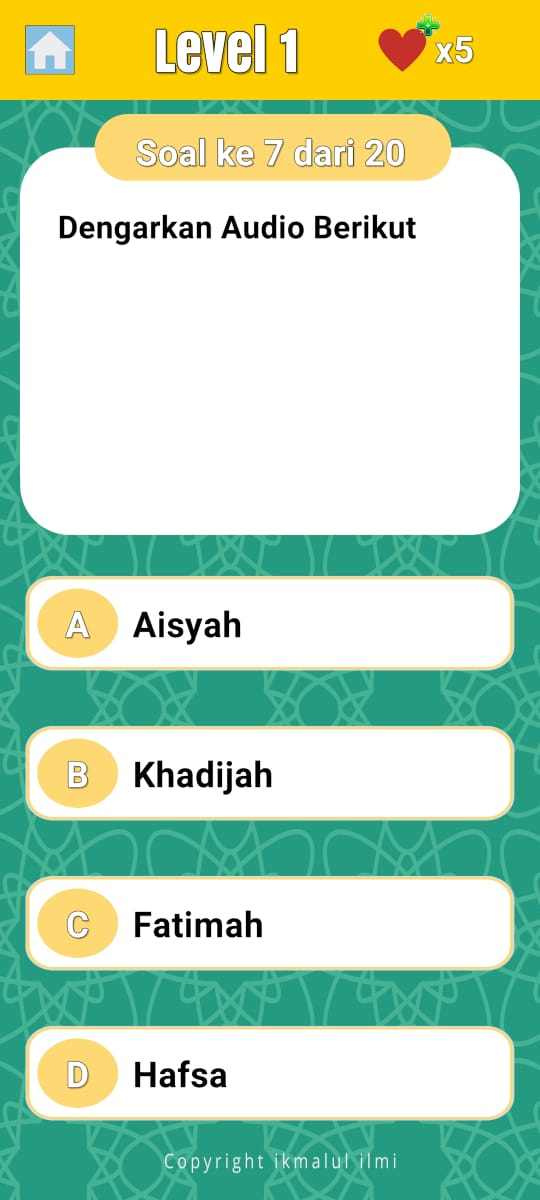 Level 1
x5
Soal ke 7 dari 20
Dengarkan Audio Berikut
A Aisyah
B Khadijah
C Fatimah
D Hafsa
Copyright ikmalul ilmi